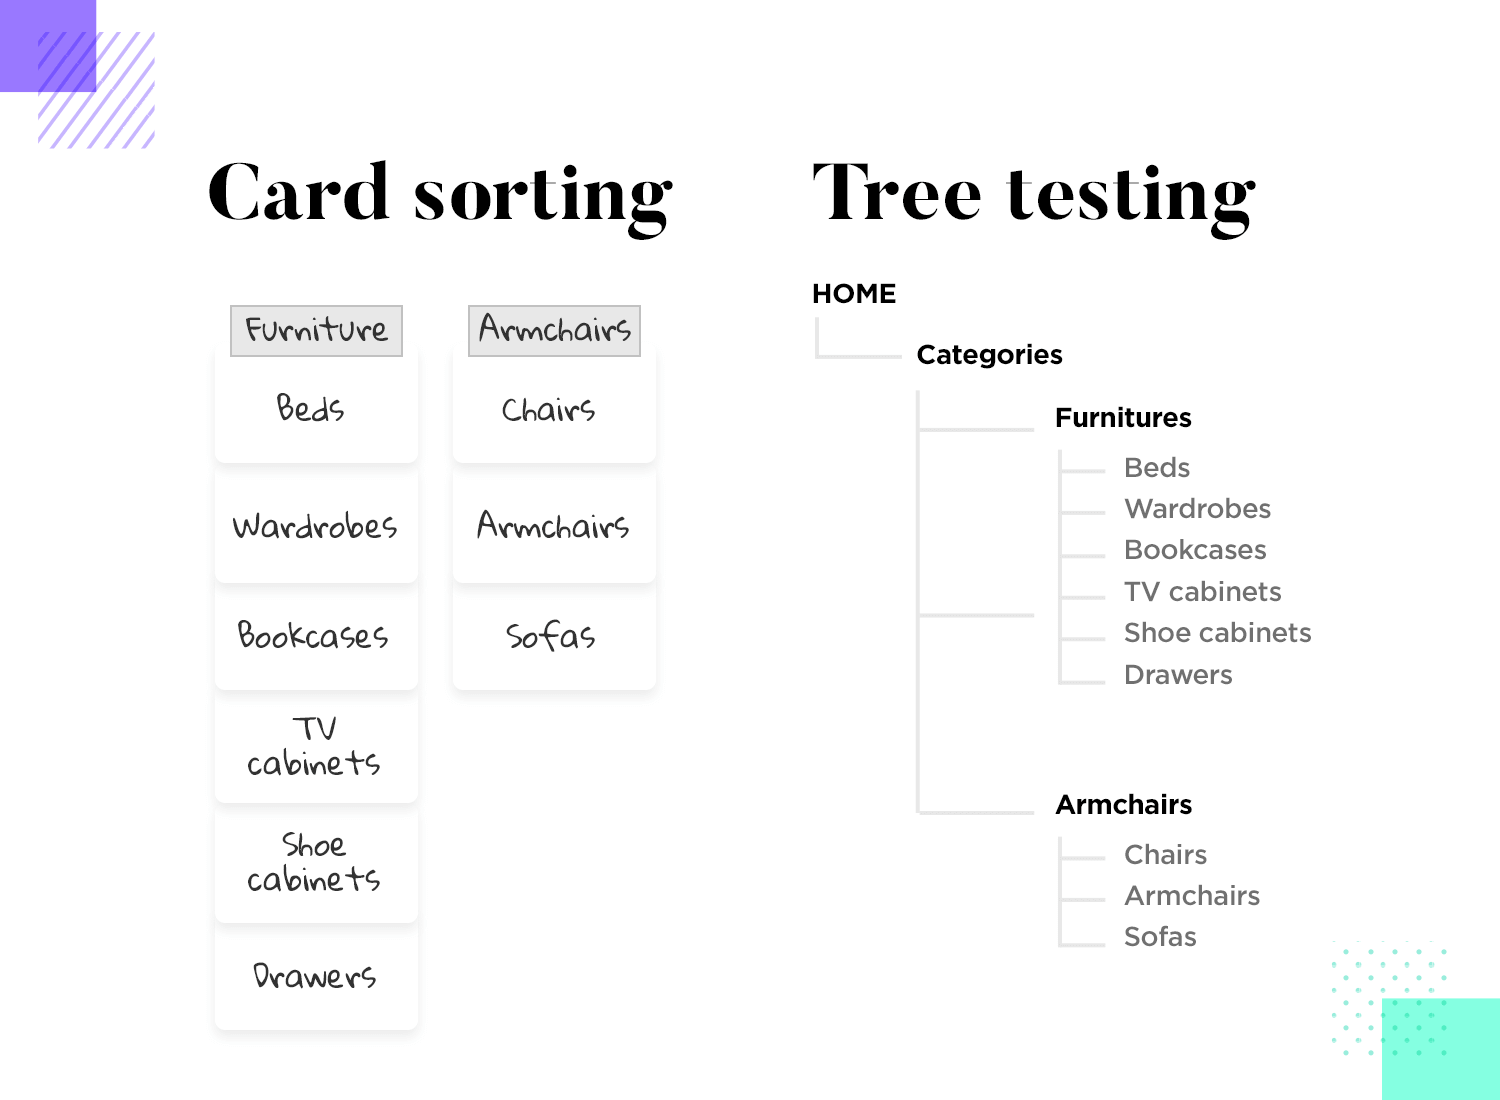 Card sorting
Furniture
Beds
Wardrobes
Bookcases
TV
cabinets
Shoe
cabinets
Drawers
Armchairs
Chairs
Armchairs
Sofas
Tree testing
HOME
Categories
Furnitures
Beds
Wardrobes
Bookcases
TV cabinets
Shoe cabinets
Drawers
Armchairs
Chairs
Armchairs
Sofas